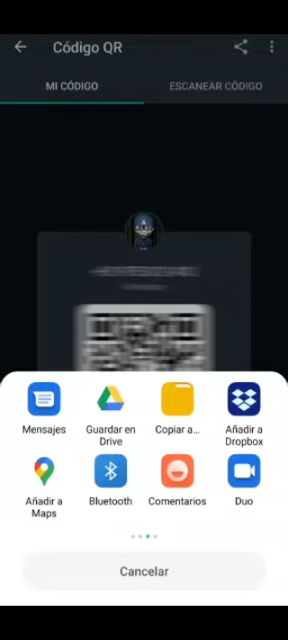 Código QR
MI CÓDIGO
ESCANEAR CÓDIGO
Mensajes
Guardar en
Drive
Copiar a...
Añadir a
Dropbox
Añadir a
Maps
Bluetooth
Comentarios
Duo
Cancelar